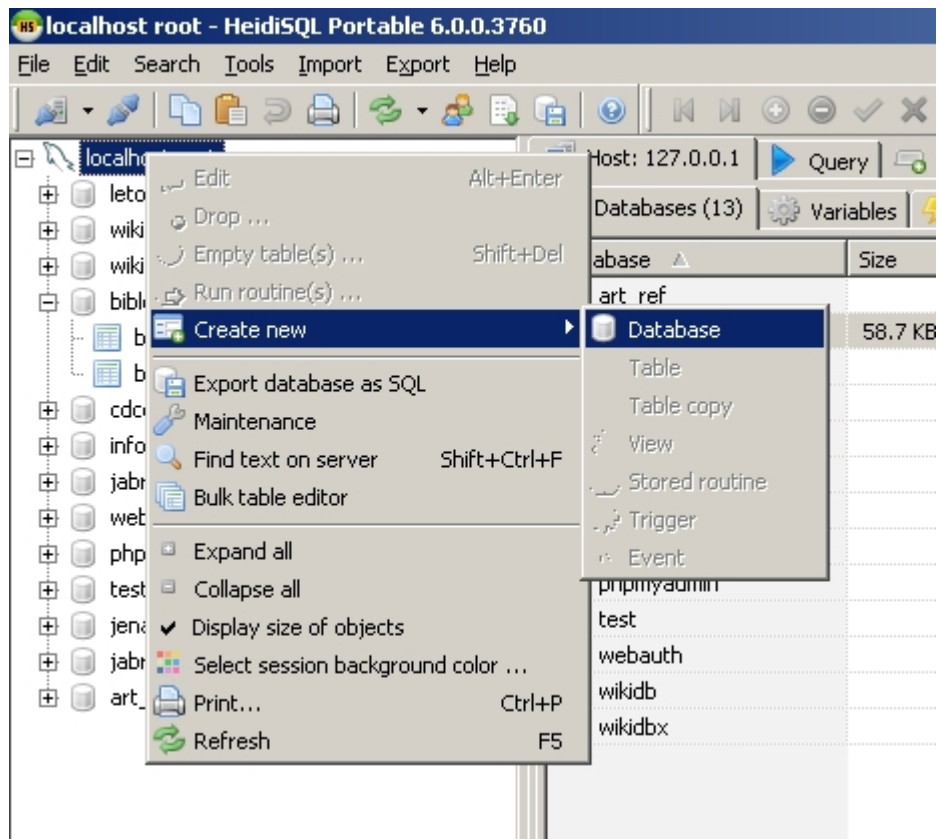 localhost root - HeidiSQL Portable 6.0.0.3760
File Edit Search Tools Import Export Help
Host: 127.0.0.1 Query
Databases (13) Variables
Size
Edit Alt+Enter
Drop ...
Empty table(s) ... Shift+Del
Run routine(s) ...
Create new
Export database as SQL
Maintenance
Find text on server Shift+Ctrl+F
Bulk table editor
Expand all
Collapse all
Display size of objects
Select session background color ...
Print... Ctrl+P
Refresh F5
Database
Table
Table copy
View
Stored routine
Trigger
Event
art_ref
58.7 KB
phpmyadmin
test
webauth
wikidb
wikidbx
leto
wiki
wiki
info
jabr
web
php
test
jena
jabr
art_